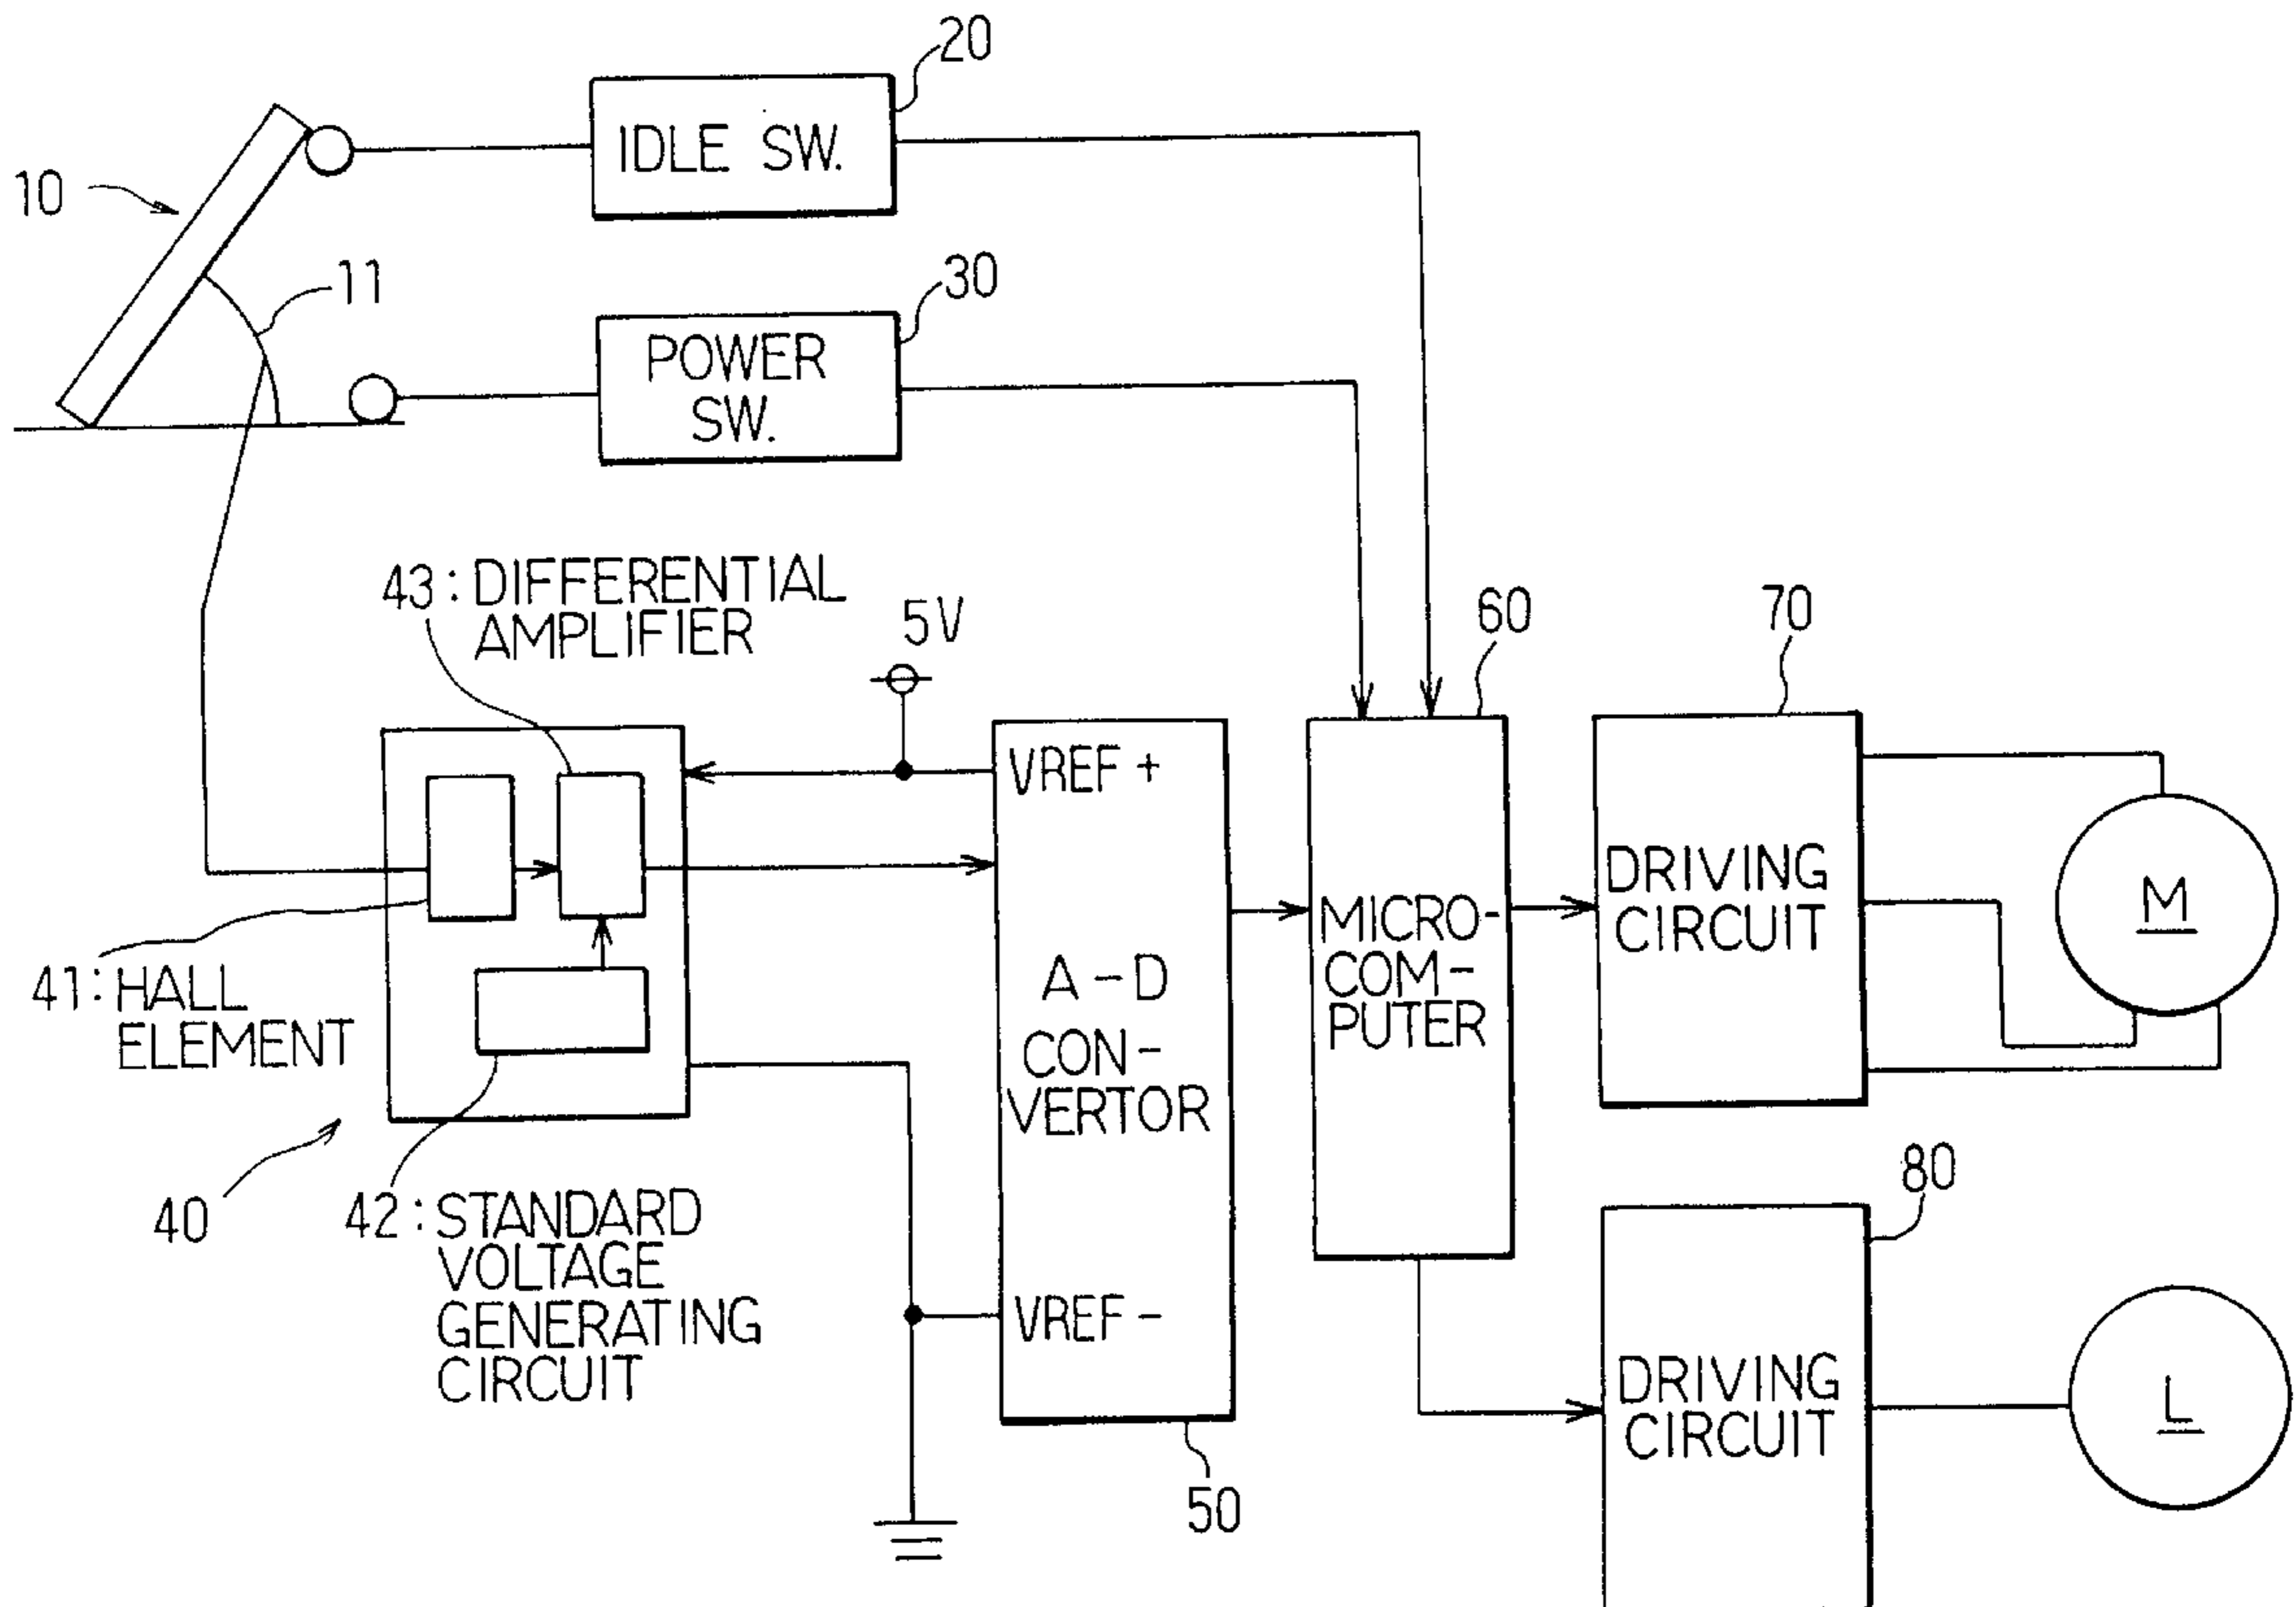 20
IDLE SW.
10
11
30
POWER
SW.
43: DIFFERENTIAL
AMPLIFIER
5V
60
70
VREF +
DRIVING
CIRCUIT
M
MICRO-
COM-
PUTER
A-D
CON-
VERTOR
41: HALL
ELEMENT
40
42: STANDARD
VOLTAGE
GENERATING
CIRCUIT
VREF -
80
DRIVING
CIRCUIT
L
50